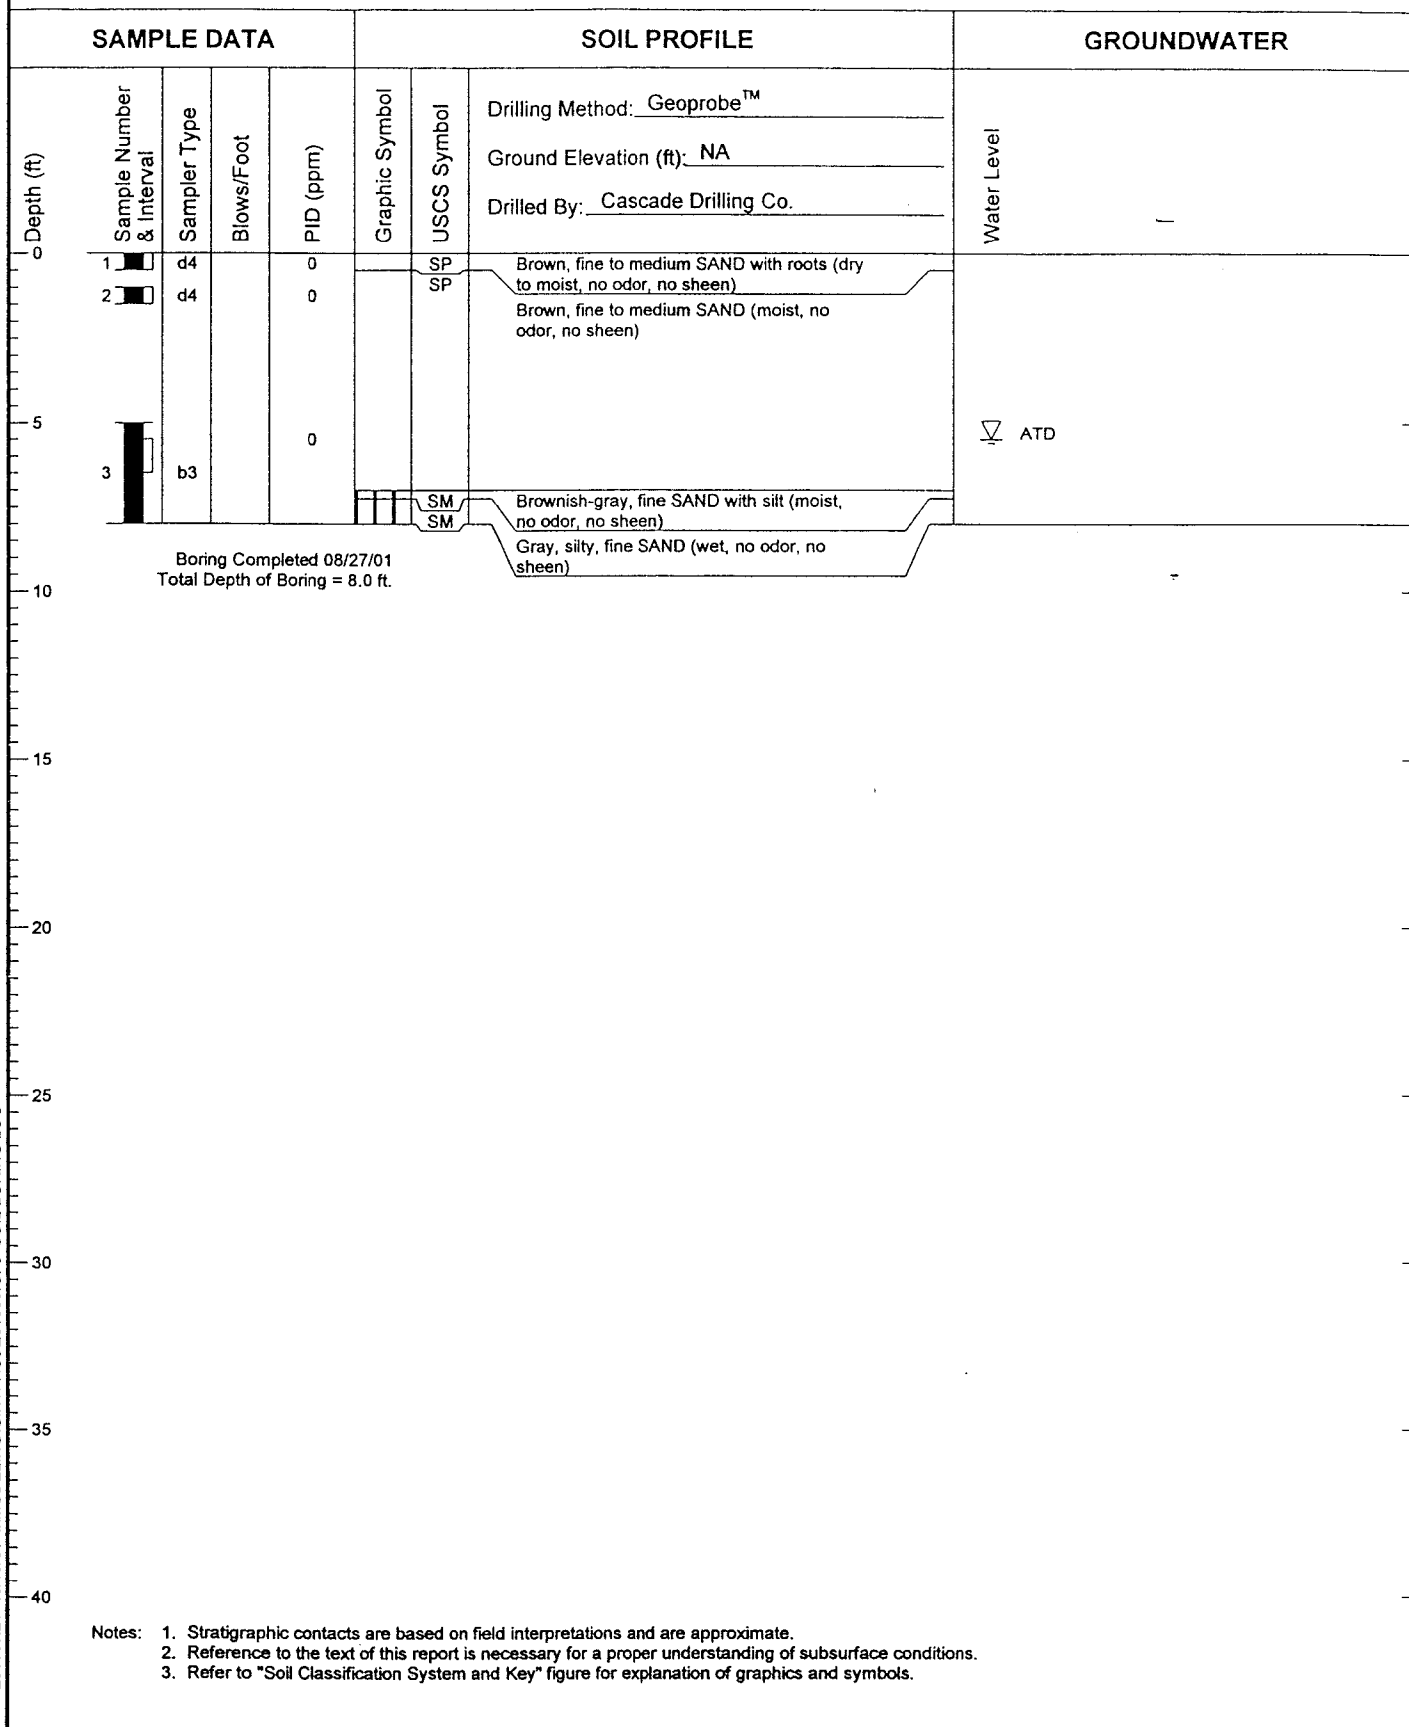 SAMPLE DATA
SOIL PROFILE
GROUNDWATER
Depth (ft)
Sample Number
& Interval
Sampler Type
Blows/Foot
PID (ppm)
Graphic Symbol
USCS Symbol
Drilling Method: Geoprobe™
Ground Elevation (ft): NA
Drilled By: Cascade Drilling Co.
Water Level
0
1 d4 0 SP Brown, fine to medium SAND with roots (dry
to moist, no odor, no sheen)
2 d4 0 SP Brown, fine to medium SAND (moist, no
odor, no sheen)
5
0
ATD
3 b3
SM Brownish-gray, fine SAND with silt (moist,
no odor, no sheen)
SM Gray, silty, fine SAND (wet, no odor, no
sheen)
Boring Completed 08/27/01
Total Depth of Boring = 8.0 ft.
10
15
20
25
30
35
40
Notes: 1. Stratigraphic contacts are based on field interpretations and are approximate.
2. Reference to the text of this report is necessary for a proper understanding of subsurface conditions.
3. Refer to "Soil Classification System and Key" figure for explanation of graphics and symbols.